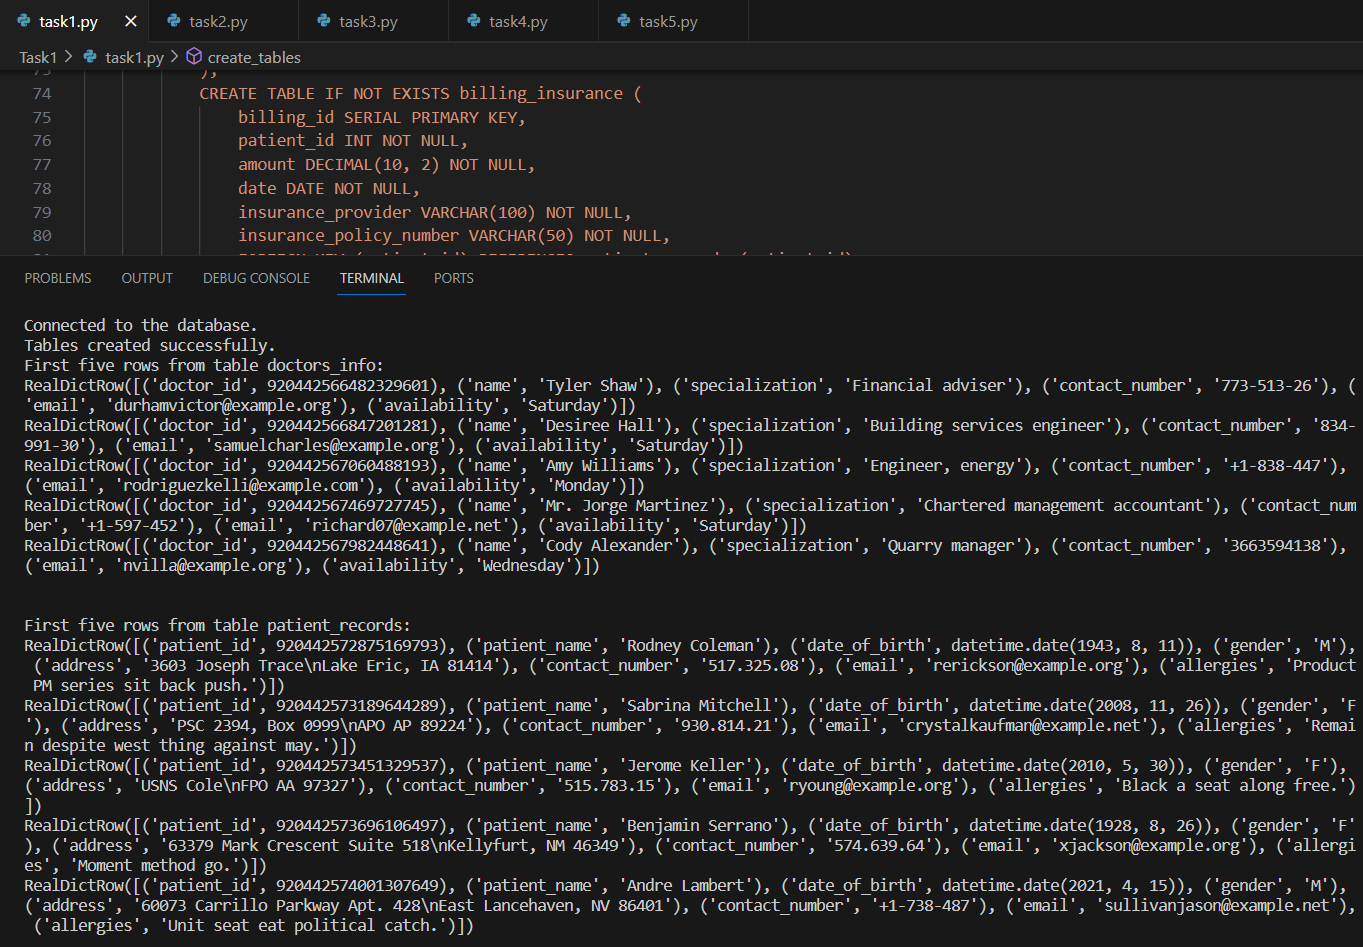 task1.py task2.py task3.py task4.py task5.py
Task1 > task1.py > create_tables
73 );
74 CREATE TABLE IF NOT EXISTS billing_insurance (
75 billing_id SERIAL PRIMARY KEY,
76 patient_id INT NOT NULL,
77 amount DECIMAL(10, 2) NOT NULL,
78 date DATE NOT NULL,
79 insurance_provider VARCHAR(100) NOT NULL,
80 insurance_policy_number VARCHAR(50) NOT NULL,
PROBLEMS OUTPUT DEBUG CONSOLE TERMINAL PORTS
Connected to the database.
Tables created successfully.
First five rows from table doctors_info:
RealDictRow([('doctor_id', 920442566482329601), ('name', 'Tyler Shaw'), ('specialization', 'Financial adviser'), ('contact_number', '773-513-26'), (
'email', 'durhamvictor@example.org'), ('availability', 'Saturday')])
RealDictRow([('doctor_id', 920442566847201281), ('name', 'Desiree Hall'), ('specialization', 'Building services engineer'), ('contact_number', '834-
991-30'), ('email', 'samuelcharles@example.org'), ('availability', 'Saturday')])
RealDictRow([('doctor_id', 920442567060488193), ('name', 'Amy Williams'), ('specialization', 'Engineer, energy'), ('contact_number', '+1-838-447'),
('email', 'rodriguezkelli@example.com'), ('availability', 'Monday')])
RealDictRow([('doctor_id', 920442567469727745), ('name', 'Mr. Jorge Martinez'), ('specialization', 'Chartered management accountant'), ('contact_num
ber', '+1-597-452'), ('email', 'richard07@example.net'), ('availability', 'Saturday')])
RealDictRow([('doctor_id', 920442567982448641), ('name', 'Cody Alexander'), ('specialization', 'Quarry manager'), ('contact_number', '3663594138'),
('email', 'nvilla@example.org'), ('availability', 'Wednesday')])
First five rows from table patient_records:
RealDictRow([('patient_id', 920442572875169793), ('patient_name', 'Rodney Coleman'), ('date_of_birth', datetime.date(1943, 8, 11)), ('gender', 'M'),
('address', '3603 Joseph Trace\nLake Eric, IA 81414'), ('contact_number', '517.325.08'), ('email', 'rerickson@example.org'), ('allergies', 'Product
PM series sit back push.')])
RealDictRow([('patient_id', 920442573189644289), ('patient_name', 'Sabrina Mitchell'), ('date_of_birth', datetime.date(2008, 11, 26)), ('gender', 'F
'), ('address', 'PSC 2394, Box 0999\nAPO AP 89224'), ('contact_number', '930.814.21'), ('email', 'crystalkaufman@example.net'), ('allergies', 'Remai
n despite west thing against may.')])
RealDictRow([('patient_id', 920442573451329537), ('patient_name', 'Jerome Keller'), ('date_of_birth', datetime.date(2010, 5, 30)), ('gender', 'F'),
('address', 'USNS Cole\nFPO AA 97327'), ('contact_number', '515.783.15'), ('email', 'ryoung@example.org'), ('allergies', 'Black a seat along free.')
])
RealDictRow([('patient_id', 920442573696106497), ('patient_name', 'Benjamin Serrano'), ('date_of_birth', datetime.date(1928, 8, 26)), ('gender', 'F'
), ('address', '63379 Mark Crescent Suite 518\nKellyfurt, NM 46349'), ('contact_number', '574.639.64'), ('email', 'xjackson@example.org'), ('allergi
es', 'Moment method go.')])
RealDictRow([('patient_id', 920442574001307649), ('patient_name', 'Andre Lambert'), ('date_of_birth', datetime.date(2021, 4, 15)), ('gender', 'M'),
('address', '60073 Carrillo Parkway Apt. 428\nEast Lancehaven, NV 86401'), ('contact_number', '+1-738-487'), ('email', 'sullivanjason@example.net'),
('allergies', 'Unit seat eat political catch.')])